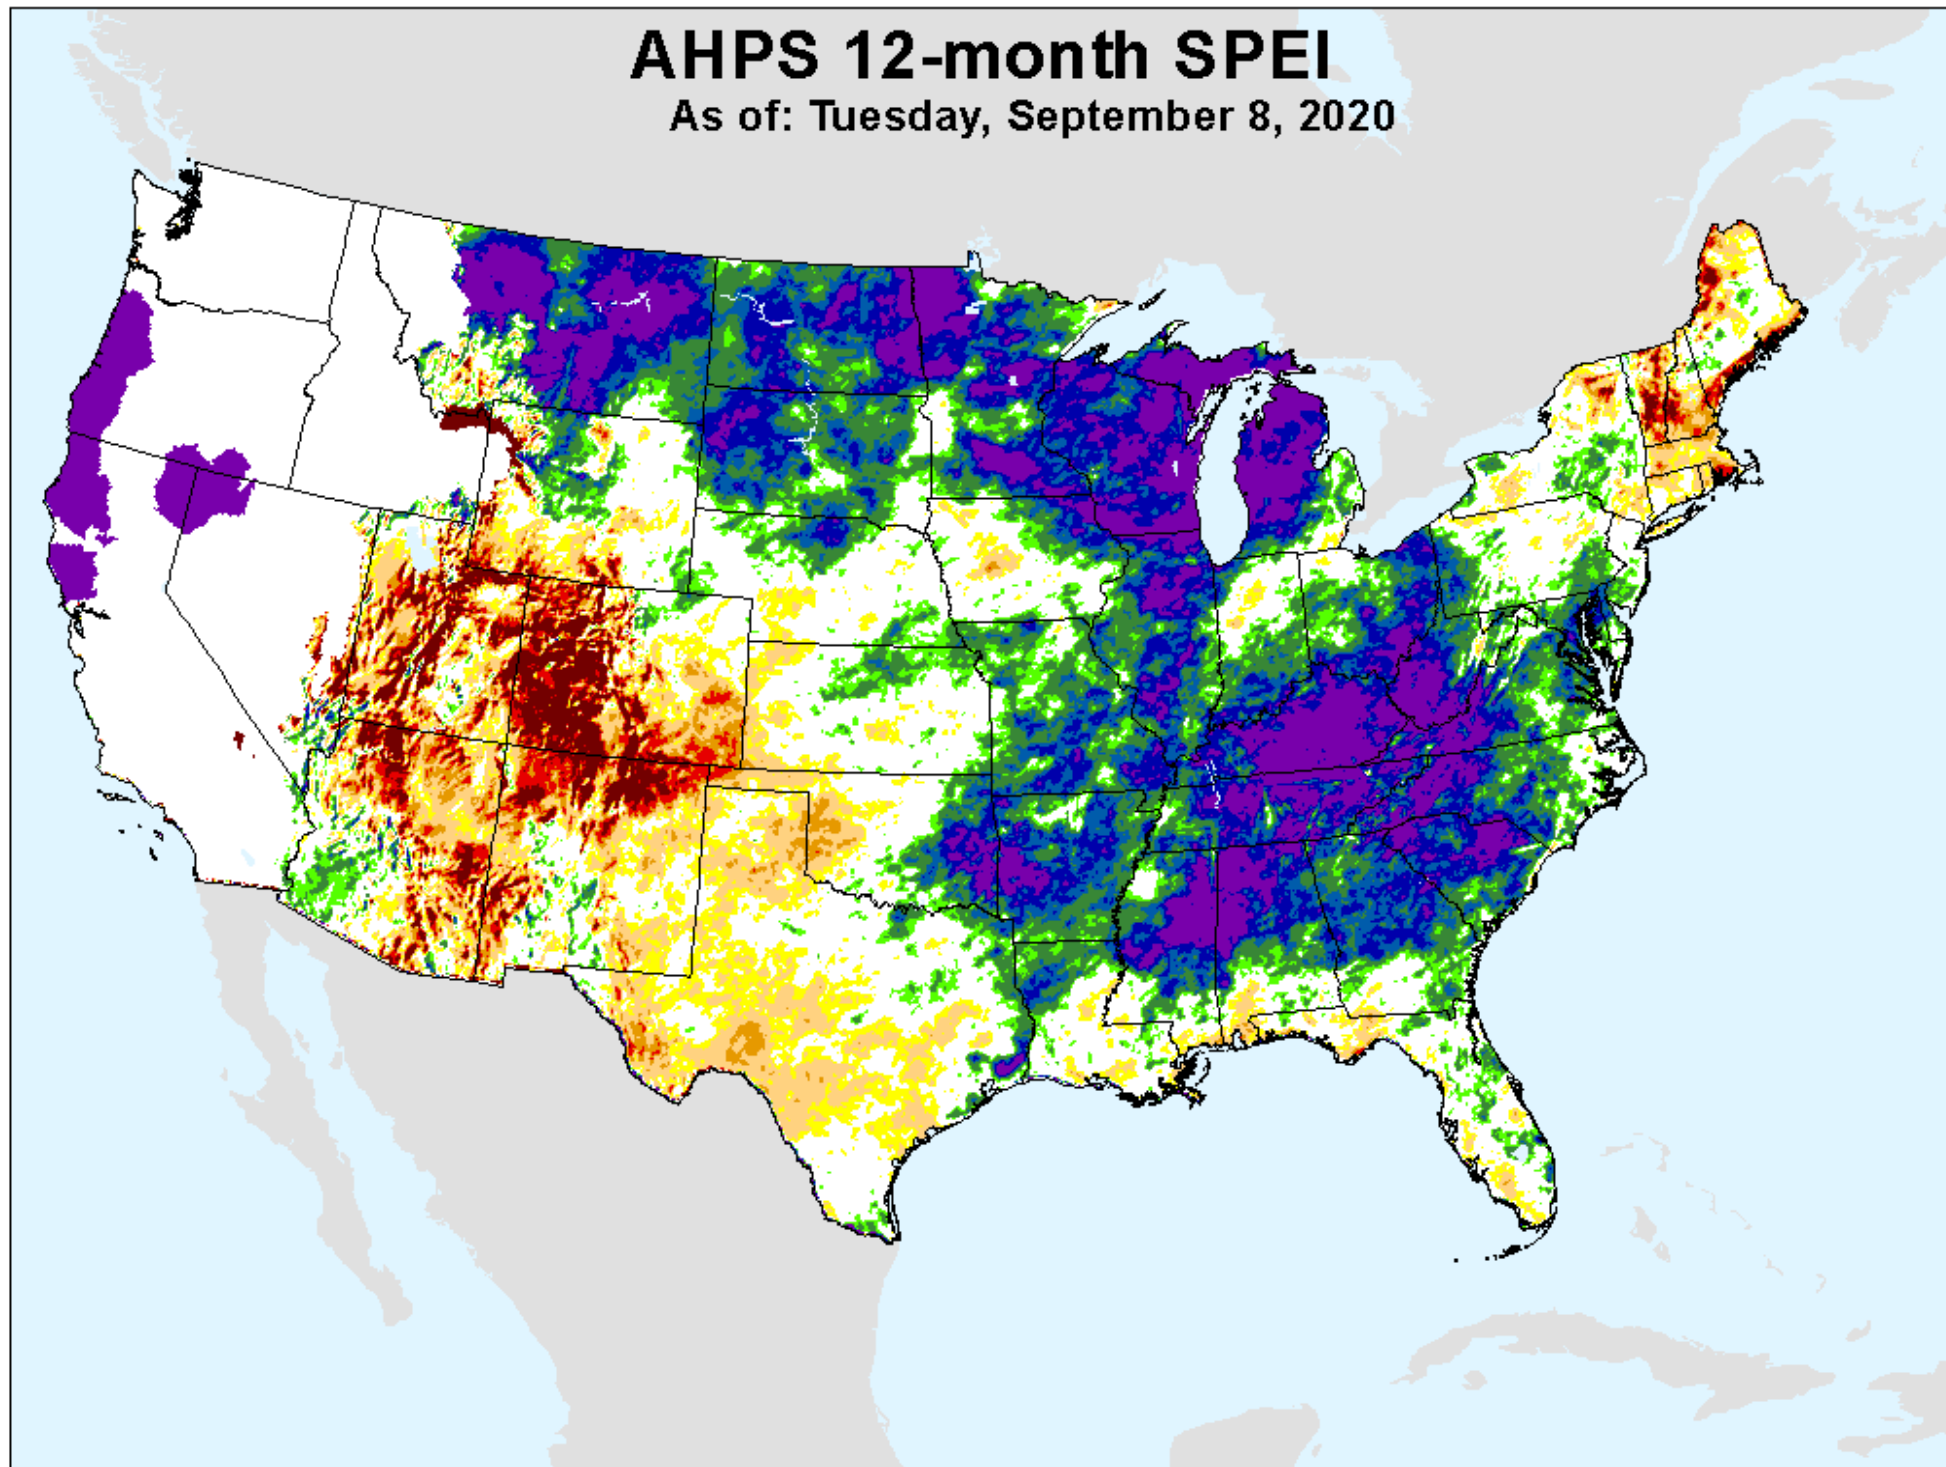 AHPS 12-month SPEI
As of: Tuesday, September 8, 2020